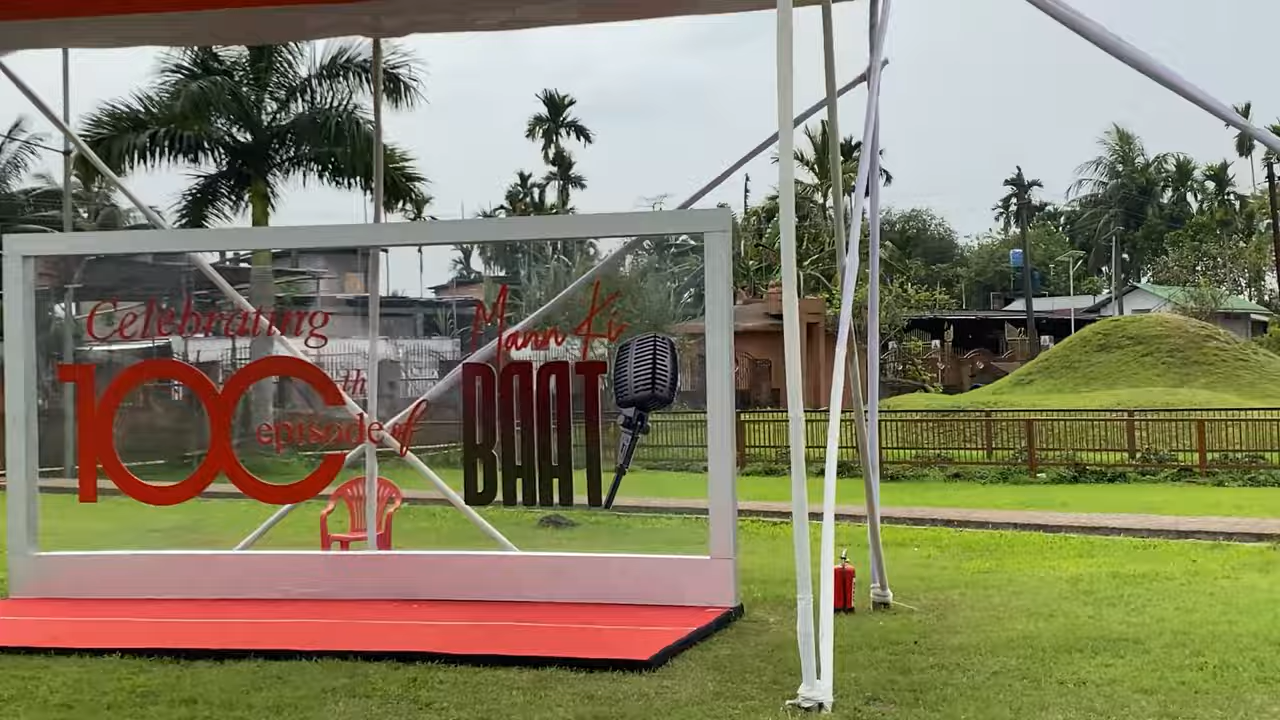 Celebrating
100th
episode of
Mann Ki
BAAT